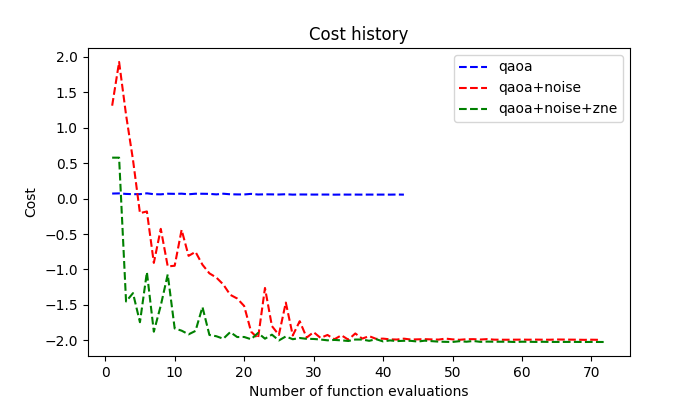 Cost history
2.0
1.5
1.0
0.5
0.0
−0.5
−1.0
−1.5
−2.0
Cost
qaoa
qaoa+noise
qaoa+noise+zne
0 10 20 30 40 50 60 70
Number of function evaluations